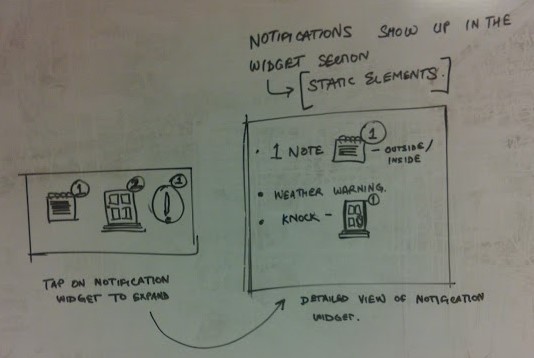 NOTIFICATIONS SHOW UP IN THE
WIDGET SECTION
[STATIC ELEMENTS.]
1 2 1
TAP ON NOTIFICATION
WIDGET TO EXPAND
• 1 NOTE 1 – OUTSIDE/
INSIDE
• WEATHER WARNING.
• KNOCK – 1
DETAILED VIEW OF NOTIFICATION
WIDGET.